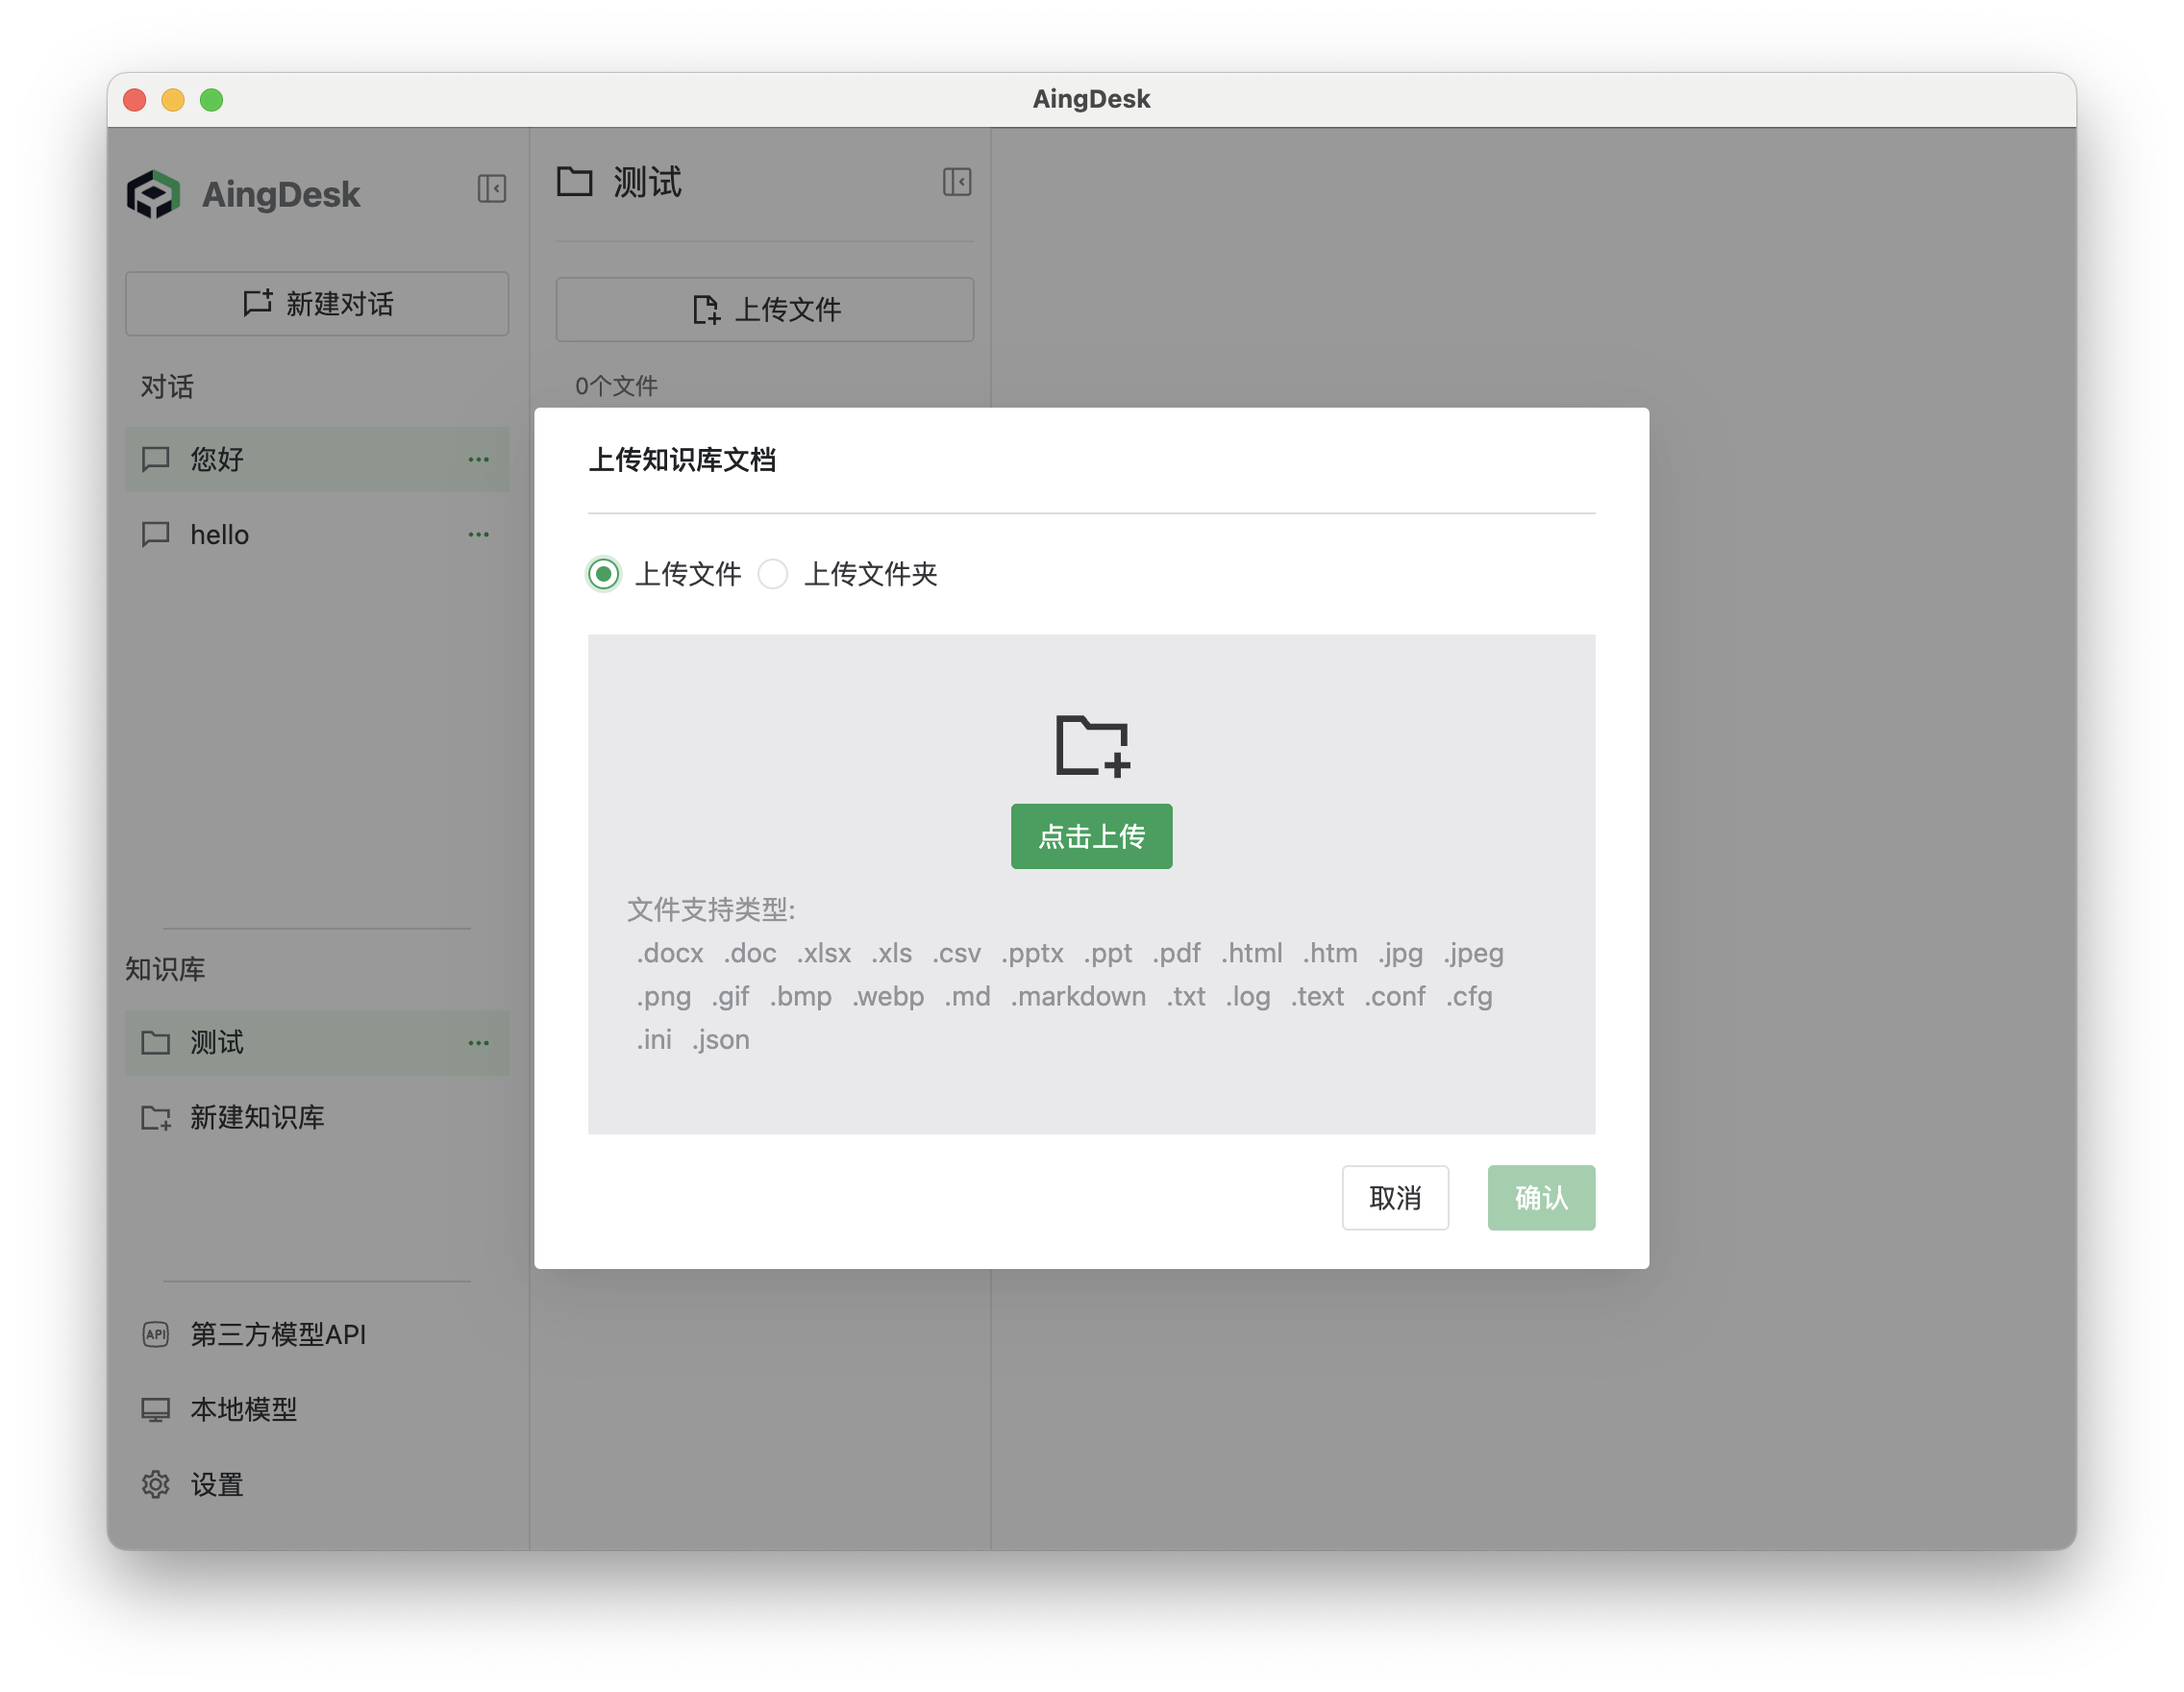 AingDesk
AingDesk
新建对话
对话
您好
hello
知识库
测试
新建知识库
API 第三方模型API
本地模型
设置
测试
上传文件
0个文件
上传知识库文档
上传文件 上传文件夹
点击上传
文件支持类型:
.docx .doc .xlsx .xls .csv .pptx .ppt .pdf .html .htm .jpg .jpeg
.png .gif .bmp .webp .md .markdown .txt .log .text .conf .cfg
.ini .json
取消 确认